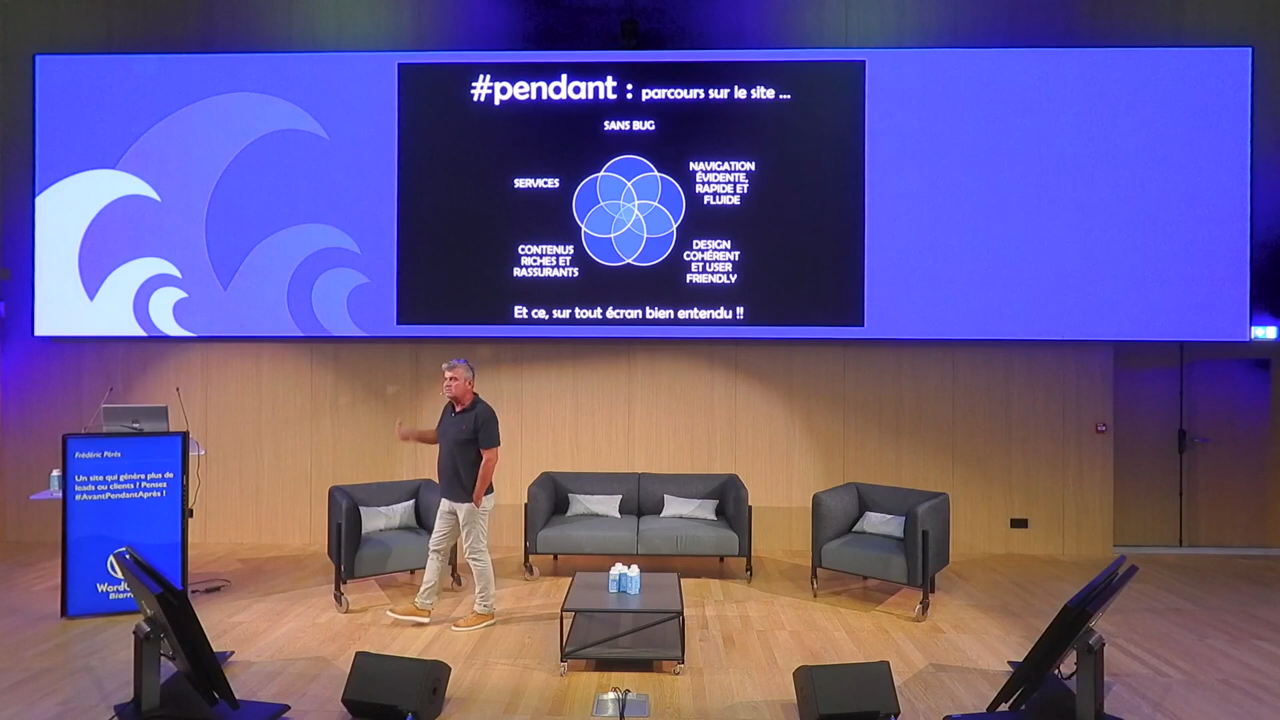 #pendant : parcours sur le site ...
SANS BUG
SERVICES
NAVIGATION
ÉVIDENTE,
RAPIDE ET
FLUIDE
CONTENUS
RICHES ET
RASSURANTS
DESIGN
COHÉRENT
ET USER
FRIENDLY
Et ce, sur tout écran bien entendu !!
Frédéric Pérès
Un site qui génère plus de
leads ou clients ? Pensez
#AvantPendantAprès !